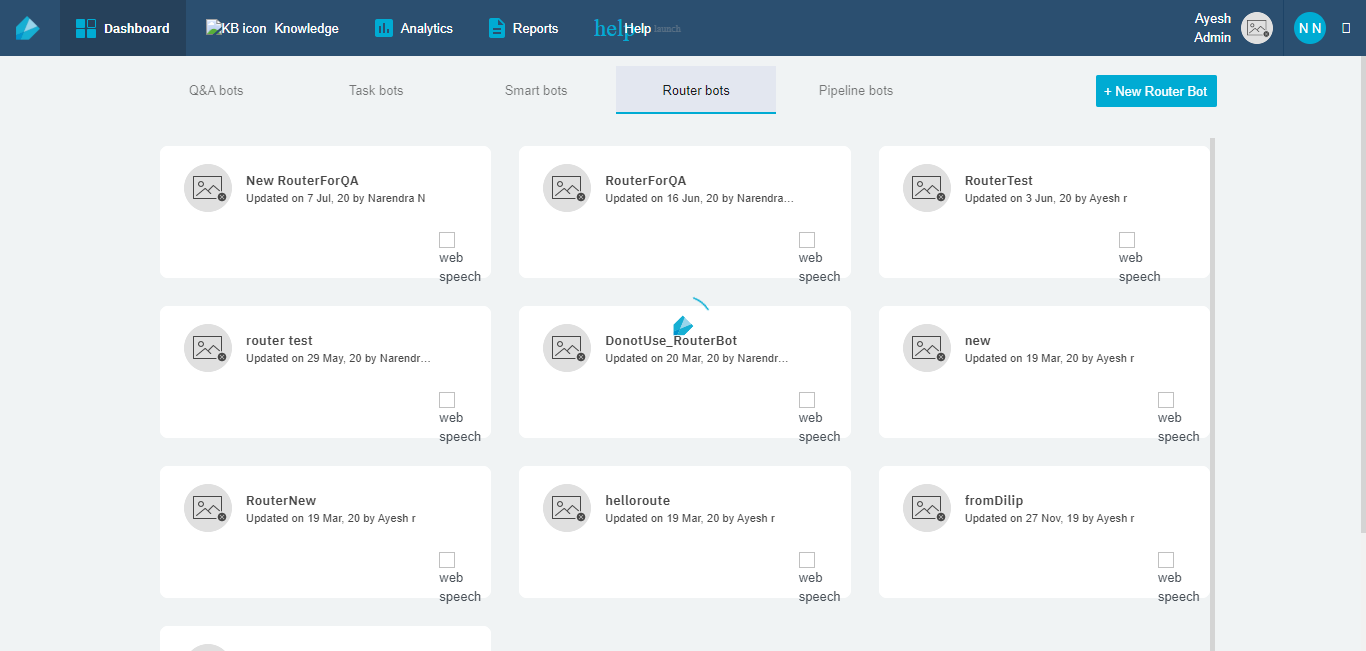 Dashboard
KB icon Knowledge
Analytics
Reports
help Help launch
Ayesh
Admin
N N
Q&A bots
Task bots
Smart bots
Router bots
Pipeline bots
+ New Router Bot
New RouterForQA
Updated on 7 Jul, 20 by Narendra N
web
speech
RouterForQA
Updated on 16 Jun, 20 by Narendra...
web
speech
RouterTest
Updated on 3 Jun, 20 by Ayesh r
web
speech
router test
Updated on 29 May, 20 by Narendr...
web
speech
DonotUse_RouterBot
Updated on 20 Mar, 20 by Narendr...
web
speech
new
Updated on 19 Mar, 20 by Ayesh r
web
speech
RouterNew
Updated on 19 Mar, 20 by Ayesh r
web
speech
helloroute
Updated on 19 Mar, 20 by Ayesh r
web
speech
fromDilip
Updated on 27 Nov, 19 by Ayesh r
web
speech